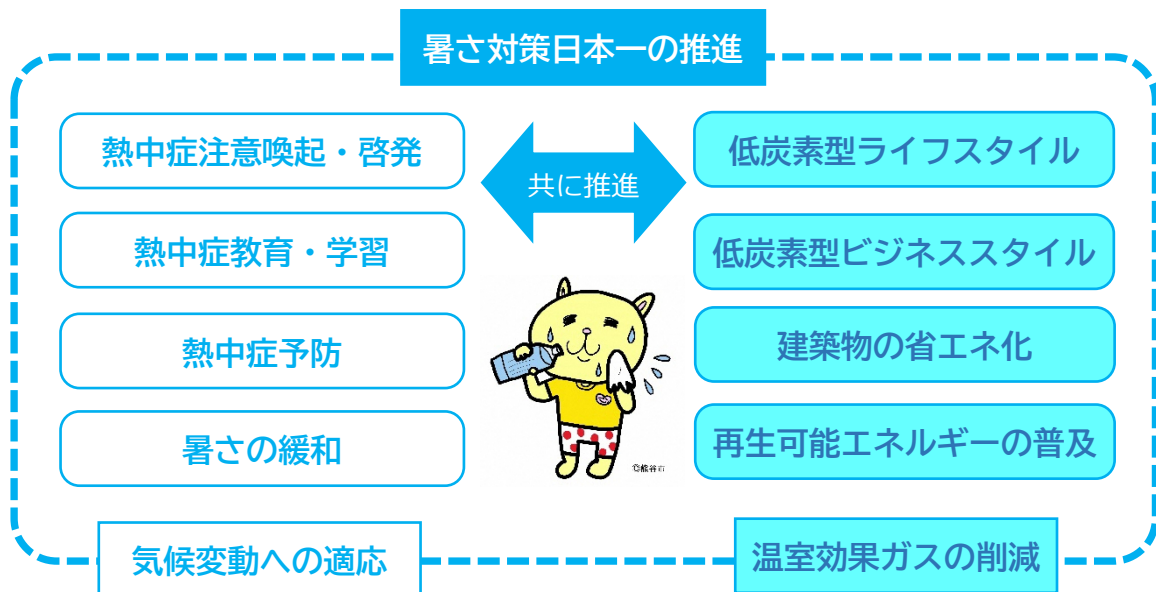 暑さ対策日本一の推進
熱中症注意喚起・啓発
熱中症教育・学習
熱中症予防
暑さの緩和
気候変動への適応
共に推進
©熊谷市
低炭素型ライフスタイル
低炭素型ビジネススタイル
建築物の省エネ化
再生可能エネルギーの普及
温室効果ガスの削減